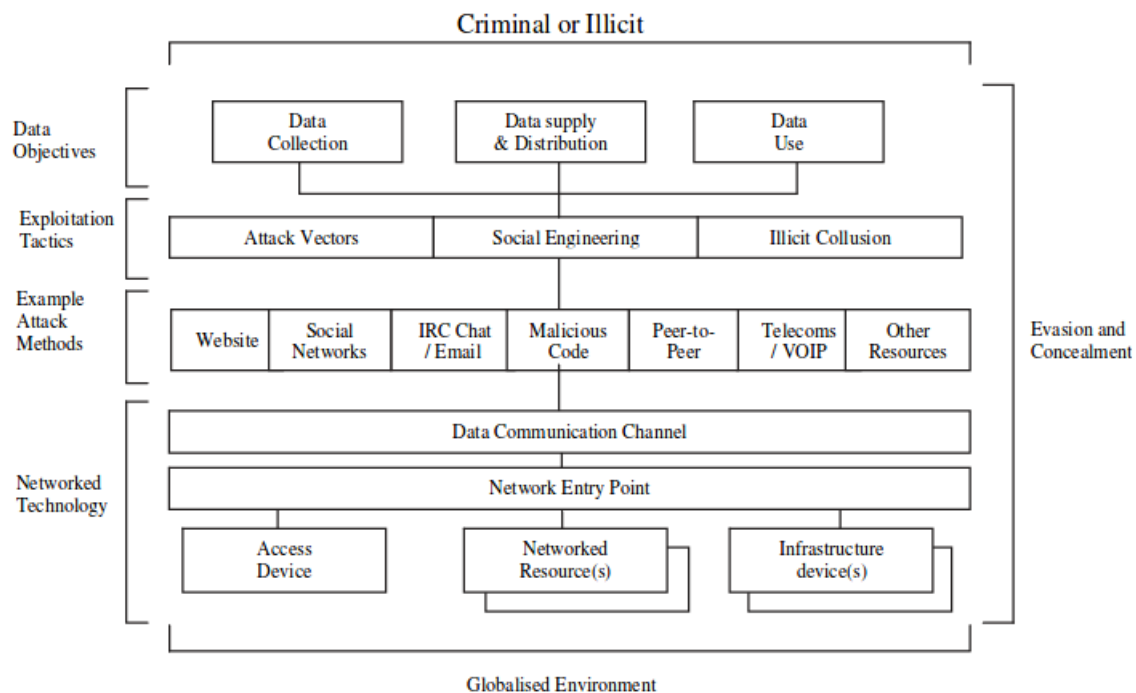 Criminal or Illicit
Data
Objectives
Data
Collection
Data supply
& Distribution
Data
Use
Exploitation
Tactics
Attack Vectors
Social Engineering
Illicit Collusion
Example
Attack
Methods
Website
Social
Networks
IRC Chat
/ Email
Malicious
Code
Peer-to-
Peer
Telecoms
/ VOIP
Other
Resources
Evasion and
Concealment
Networked
Technology
Data Communication Channel
Network Entry Point
Access
Device
Networked
Resource(s)
Infrastructure
device(s)
Globalised Environment